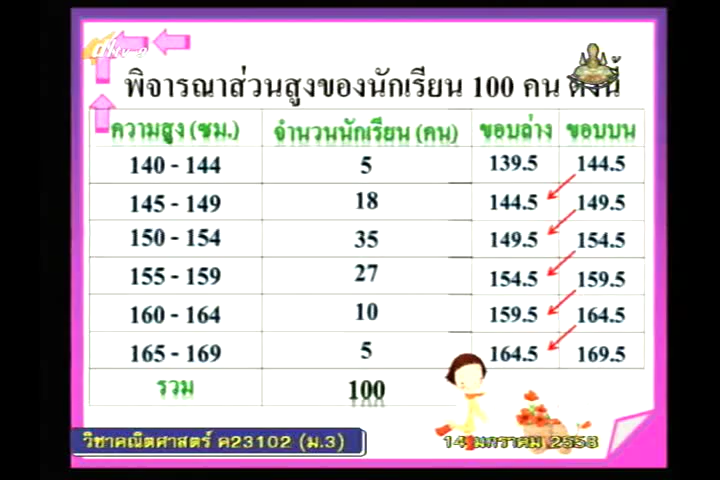 พิจารณาส่วนสูงของนักเรียน 100 คน ดังนี้
ความสูง (ซม.) จำนวนนักเรียน (คน) ขอบล่าง ขอบบน
140 - 144 5 139.5 144.5
145 - 149 18 144.5 149.5
150 - 154 35 149.5 154.5
155 - 159 27 154.5 159.5
160 - 164 10 159.5 164.5
165 - 169 5 164.5 169.5
รวม 100
วิชาคณิตศาสตร์ ค23102 (ม.3) 14 มกราคม 2558